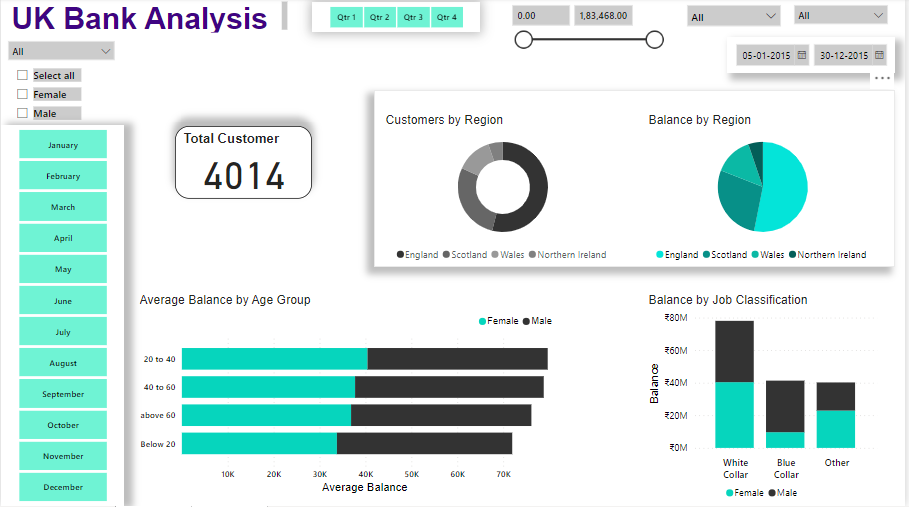 UK Bank Analysis
Qtr 1 Qtr 2 Qtr 3 Qtr 4
0.00 1,83,468.00
All
All
All
05-01-2015 30-12-2015
Select all
Female
Male
January
February
March
April
May
June
July
August
September
October
November
December
Total Customer
4014
Customers by Region
England Scotland Wales Northern Ireland
Balance by Region
England Scotland Wales Northern Ireland
Average Balance by Age Group
Female Male
20 to 40
40 to 60
above 60
Below 20
10K 20K 30K 40K 50K 60K 70K
Average Balance
Balance by Job Classification
₹80M
₹60M
₹40M
₹20M
₹0M
Balance
White Collar
Blue Collar
Other
Female Male